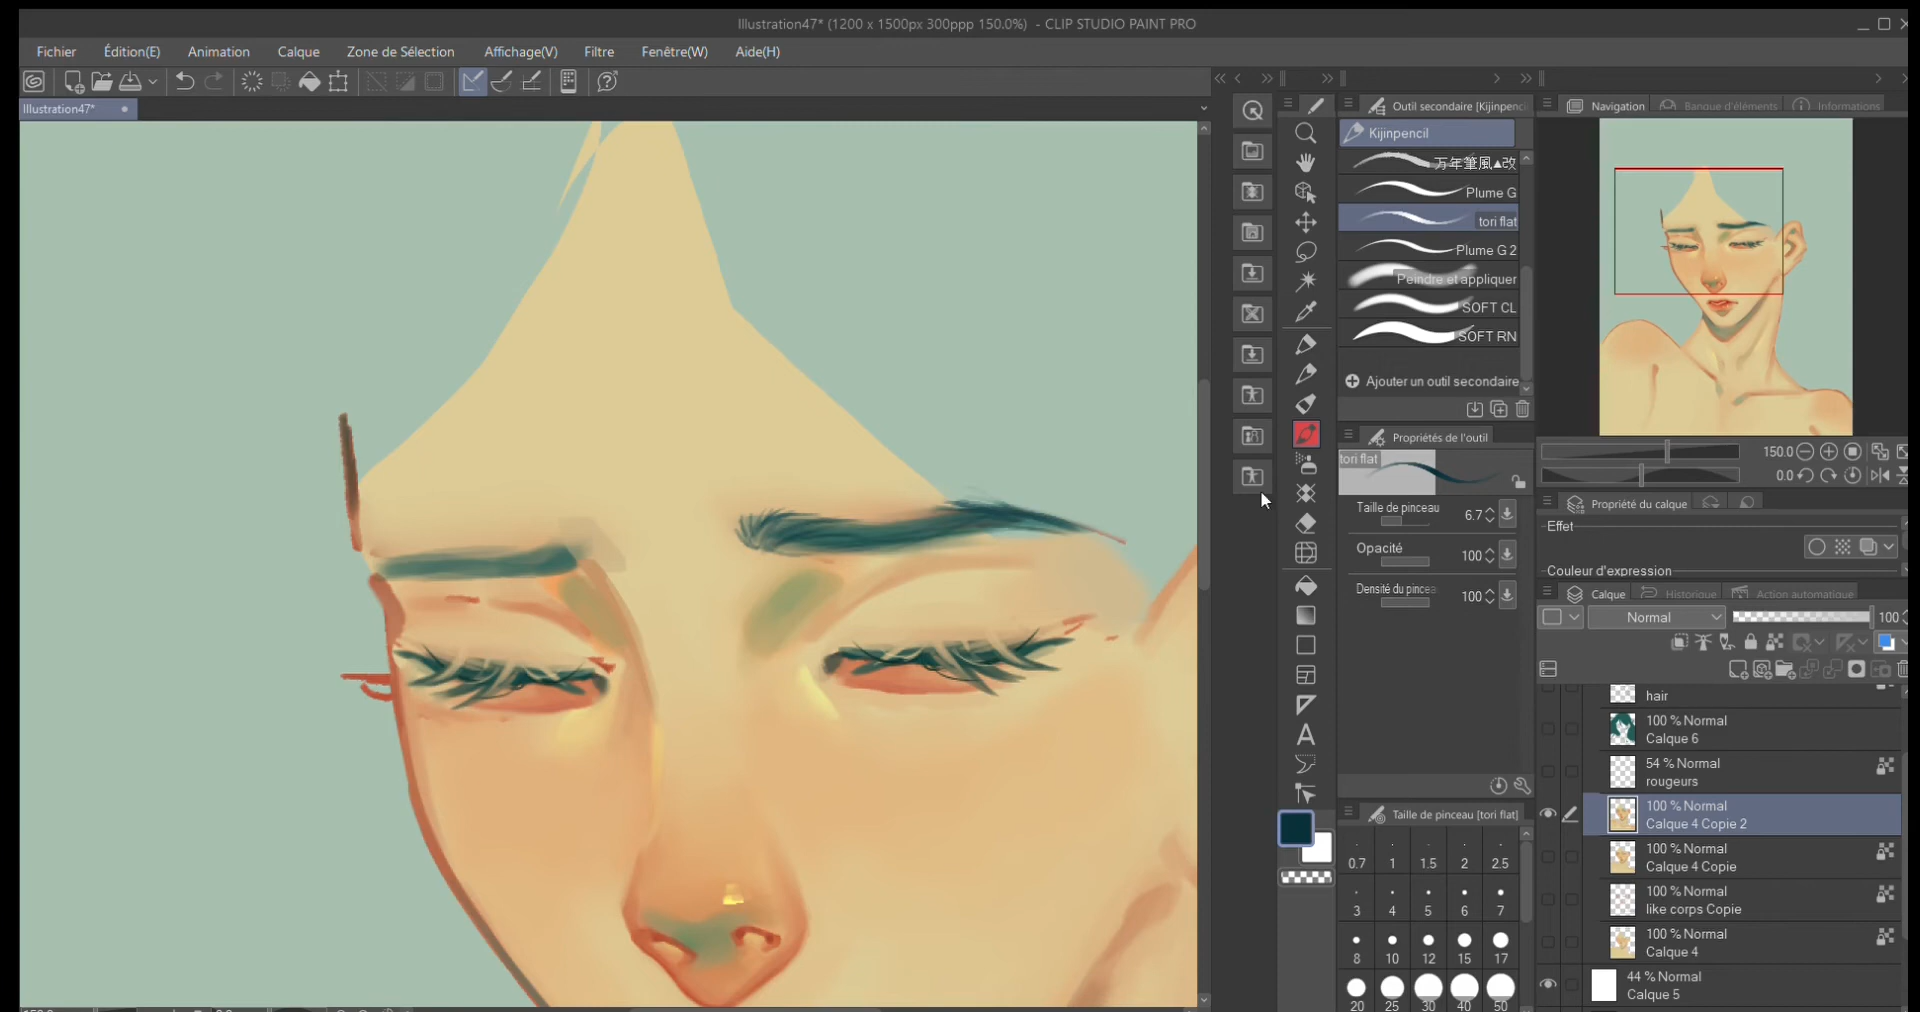 Illustration47* (1200 x 1500px 300ppp 150.0%) - CLIP STUDIO PAINT PRO
Fichier Édition(E) Animation Calque Zone de Sélection Affichage(V) Filtre Fenêtre(W) Aide(H)
Illustration47*
Outil secondaire [Kijinpenci
Kijinpencil
万年筆風▲改
Plume G
tori flat
Plume G 2
Peindre et appliquer
SOFT CL
SOFT RN
Ajouter un outil secondaire
Propriétés de l'outil
tori flat
Taille de pinceau 6.7
Opacité 100
Densité du pince 100
Taille de pinceau [tori flat]
0.7 1 1.5 2 2.5
3 4 5 6 7
8 10 12 15 17
20 25 30 40 50
Navigation Banque d'éléments Informations
150.0
0.0
Propriété du calque
Effet
Couleur d'expression
Calque Historique Action automatique
Normal 100
hair
100 % Normal
Calque 6
54 % Normal
rougeurs
100 % Normal
Calque 4 Copie 2
100 % Normal
Calque 4 Copie
100 % Normal
like corps Copie
100 % Normal
Calque 4
44 % Normal
Calque 5